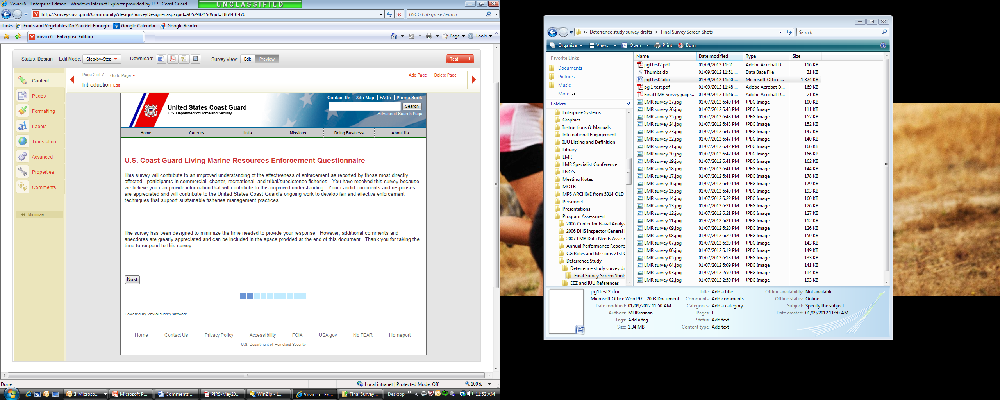 Vovici 6 - Enterprise Edition - Windows Internet Explorer provided by U. S. Coast Guard
UNCLASSIFIED
http://surveys.uscg.mil/Community/design/SurveyDesigner.aspx?pid=905298245&gid=1864431476
USCG Enterprise Search
Links Fruits and Vegetables Do You Get Enough Google Calendar Google Reader
Vovici 6 - Enterprise Edition
Page Tools
Status: Design Edit Mode: Step-by-Step Download: Survey View: Edit Preview Test
Content
Pages
Formatting
Labels
Translation
Advanced
Properties
Comments
Minimize
Page 2 of 7 | Go to Page
Add Page | Delete Page |
Introduction Edit
Contact Us | Site Map | FAQs | Phone Book
United States Coast Guard
U.S. Department of Homeland Security
Search
Advanced Search Page
Home Careers Units Missions Doing Business About Us
U.S. Coast Guard Living Marine Resources Enforcement Questionnaire
This survey will contribute to an improved understanding of the effectiveness of enforcement as reported by those most directly
affected:  participants in commercial, charter, recreational, and tribal/subsistence fisheries.  You have received this survey because
we believe you can provide information that will contribute to this improved understanding.  Your candid comments and responses
are appreciated and will contribute to the United States Coast Guard's ongoing work to develop fair and effective enforcement
techniques that support sustainable fisheries management practices.
The survey has been designed to minimize the time needed to provide your response.  However, additional comments and
anecdotes are greatly appreciated and can be included in the space provided at the end of this document.  Thank you for taking the
time to respond to this survey.
Next
Powered by Vovici survey software
Home Contact Us Privacy Policy Accessibility FOIA USA.gov No FEAR Homeport
U.S. Department of Homeland Security
Done
Local intranet | Protected Mode: Off
100%
3 Microso... Microsoft P... Comments ... PIRS-May20... WinZip - L... Vovici 6 - En... Final Survey... Desktop » 11:52 AM
« Deterrence study survey drafts Final Survey Screen Shots
Search
Organize Views Open Print Burn
Favorite Links
Documents
Pictures
Music
More »
Folders
Enterprise Systems
Graphics
Instructions & Manuals
International Engagement
IUU Listing and Definition
Library
LMR
LMR Specialist Conference
LNO's
Meeting Notes
MOTR
MPS ARCHIVE from 5314 OLD
Personnel
Presentations
Program Assessment
2006 Center for Naval Analys
2006 DHS Inspector General
2007 LMR Data Needs Assesr
Annual Performance Reports
CG Roles and Missions 21st C
Deterrence Study
Deterrence study survey dr
Final Survey Screen Shots
EEZ and IUU References
Name Date modified Type Size
pg1test2.pdf 01/09/2012 11:51 ... Adobe Acrobat D... 116 KB
Thumbs.db 01/09/2012 11:51 ... Data Base File 31 KB
pg1test2.doc 01/09/2012 11:50 ... Microsoft Office ... 1,374 KB
pg 1 test.pdf 01/09/2012 11:48 ... Adobe Acrobat D... 169 KB
Final LMR Survey page... 01/09/2012 11:46 ... Adobe Acrobat D... 21 KB
LMR survey 27.jpg 01/07/2012 6:49 PM JPEG Image 100 KB
LMR survey 26.jpg 01/07/2012 6:48 PM JPEG Image 111 KB
LMR survey 25.jpg 01/07/2012 6:48 PM JPEG Image 152 KB
LMR survey 24.jpg 01/07/2012 6:48 PM JPEG Image 152 KB
LMR survey 23.jpg 01/07/2012 6:47 PM JPEG Image 147 KB
LMR survey 22.jpg 01/07/2012 6:47 PM JPEG Image 140 KB
LMR survey 21.jpg 01/07/2012 6:42 PM JPEG Image 166 KB
LMR survey 20.jpg 01/07/2012 6:42 PM JPEG Image 166 KB
LMR survey 19.jpg 01/07/2012 6:41 PM JPEG Image 162 KB
LMR survey 18.jpg 01/07/2012 6:41 PM JPEG Image 144 KB
LMR survey 17.jpg 01/07/2012 6:41 PM JPEG Image 178 KB
LMR survey 16.jpg 01/07/2012 6:40 PM JPEG Image 179 KB
LMR survey 15.jpg 01/07/2012 6:40 PM JPEG Image 193 KB
LMR survey 14.jpg 01/07/2012 6:22 PM JPEG Image 160 KB
LMR survey 13.jpg 01/07/2012 6:21 PM JPEG Image 126 KB
LMR survey 12.jpg 01/07/2012 6:21 PM JPEG Image 127 KB
LMR survey 11.jpg 01/07/2012 6:21 PM JPEG Image 112 KB
LMR survey 09.jpg 01/07/2012 6:20 PM JPEG Image 126 KB
LMR survey 08.jpg 01/07/2012 6:20 PM JPEG Image 150 KB
LMR survey 07.jpg 01/07/2012 6:20 PM JPEG Image 143 KB
LMR survey 06.jpg 01/07/2012 6:19 PM JPEG Image 149 KB
LMR survey 05.jpg 01/07/2012 6:18 PM JPEG Image 133 KB
LMR survey 04.jpg 01/07/2012 6:09 PM JPEG Image 141 KB
LMR survey 03.jpg 01/07/2012 2:59 PM JPEG Image 114 KB
LMR survey 02.jpg 01/07/2012 2:59 PM JPEG Image 193 KB
pg1test2.doc Title: Add a title Offline availability: Not available
Microsoft Office Word 97 - 2003 Document Comments: Add comments Offline status: Online
Date modified: 01/09/2012 11:50 AM Categories: Add a category Subject: Specify the subject
Authors: MHBrosnan Pages: 1 Date created: 01/09/2012 11:50 AM
Tags: Add a tag Status: Add text
Size: 1.34 MB Content type: Add text